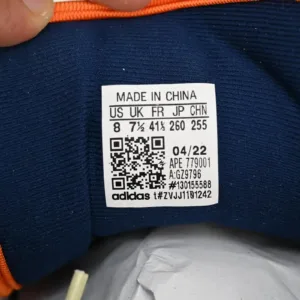 MADE IN CHINA
US UK FR JP CHN
8 7½ 41⅓ 260 255
04/22
APE 779001
A:GZ9796
#130155588
adidas t#ZVJJ11B1242